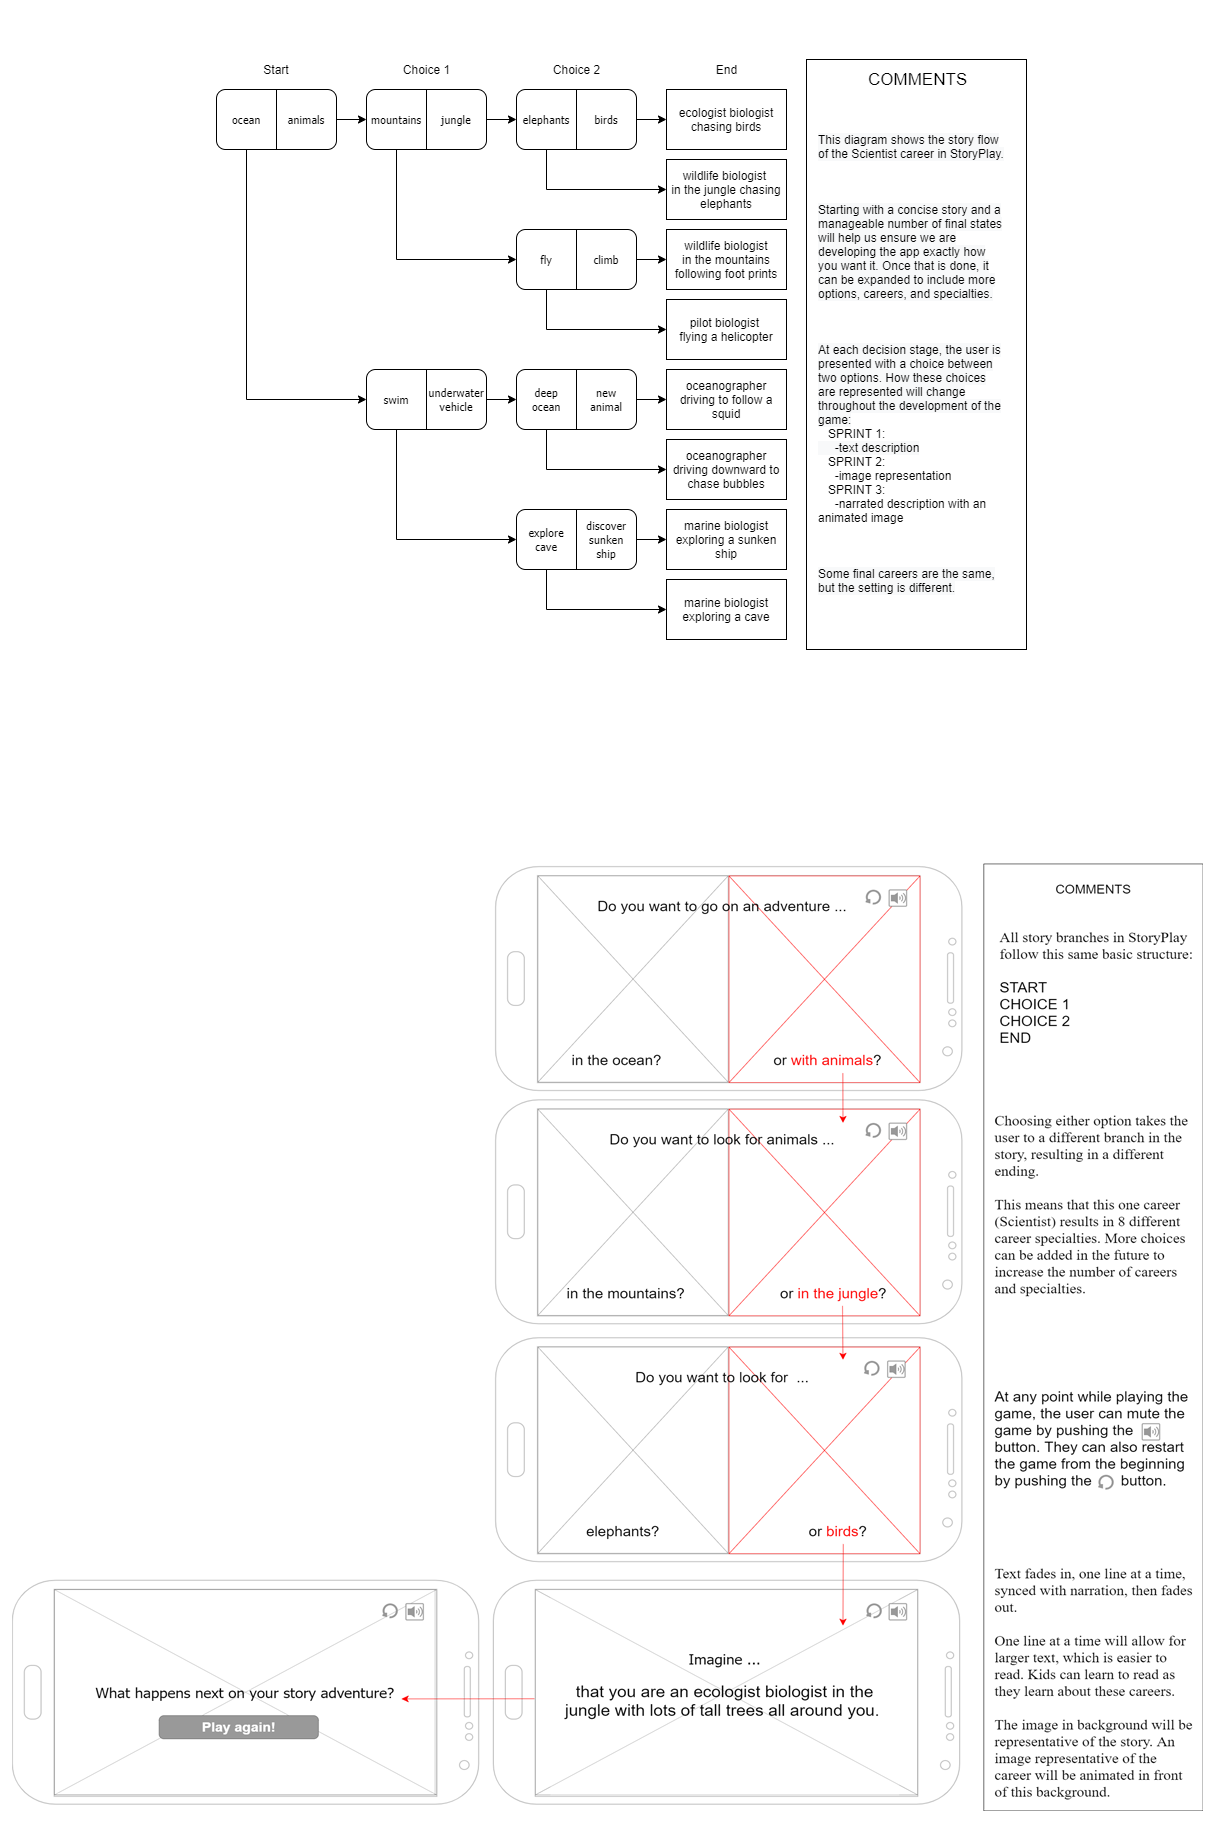 Start
Choice 1
Choice 2
End
ocean
animals
mountains
jungle
elephants
birds
ecologist biologist
chasing birds
wildlife biologist
in the jungle chasing
elephants
fly
climb
wildlife biologist
in the mountains
following foot prints
pilot biologist
flying a helicopter
swim
underwater
vehicle
deep
ocean
new
animal
oceanographer
driving to follow a
squid
oceanographer
driving downward to
chase bubbles
explore
cave
discover
sunken
ship
marine biologist
exploring a sunken
ship
marine biologist
exploring a cave
COMMENTS
This diagram shows the story flow
of the Scientist career in StoryPlay.
Starting with a concise story and a
manageable number of final states
will help us ensure we are
developing the app exactly how
you want it. Once that is done, it
can be expanded to include more
options, careers, and specialties.
At each decision stage, the user is
presented with a choice between
two options. How these choices
are represented will change
throughout the development of the
game:
SPRINT 1:
-text description
SPRINT 2:
-image representation
SPRINT 3:
-narrated description with an
animated image
Some final careers are the same,
but the setting is different.
Do you want to go on an adventure ...
in the ocean?
or with animals?
Do you want to look for animals ...
in the mountains?
or in the jungle?
Do you want to look for ...
elephants?
or birds?
Imagine ...
that you are an ecologist biologist in the
jungle with lots of tall trees all around you.
What happens next on your story adventure?
Play again!
COMMENTS
All story branches in StoryPlay
follow this same basic structure:
START
CHOICE 1
CHOICE 2
END
Choosing either option takes the
user to a different branch in the
story, resulting in a different
ending.
This means that this one career
(Scientist) results in 8 different
career specialties. More choices
can be added in the future to
increase the number of careers
and specialties.
At any point while playing the
game, the user can mute the
game by pushing the
button. They can also restart
the game from the beginning
by pushing the button.
Text fades in, one line at a time,
synced with narration, then fades
out.
One line at a time will allow for
larger text, which is easier to
read. Kids can learn to read as
they learn about these careers.
The image in background will be
representative of the story. An
image representative of the
career will be animated in front
of this background.